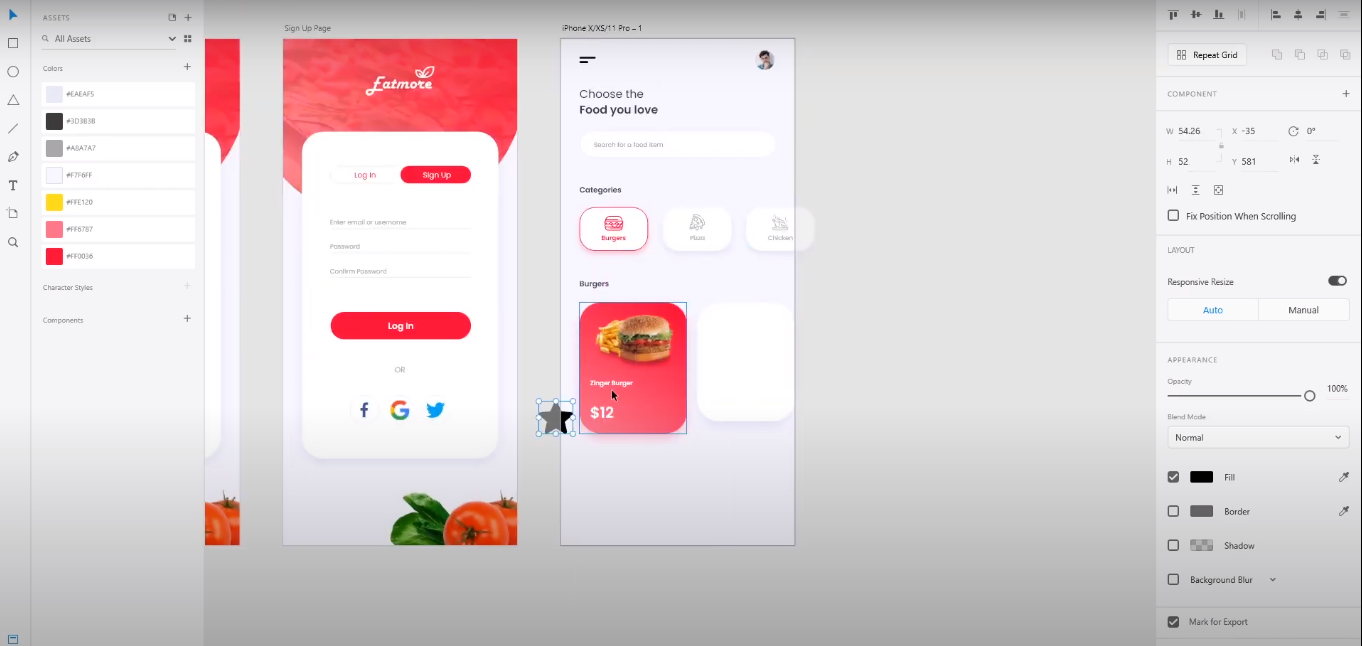 ASSETS
All Assets
Colors
#EAEAF5
#3D3B3B
#A8A7A7
#F7F6FF
#FFE120
#FF6787
#FF0036
Character Styles
Components
Sign Up Page
Eatmore
Log In
Sign Up
Enter email or username
Password
Confirm Password
Log In
OR
iPhone X/XS/11 Pro – 1
Choose the
Food you love
Search for a food item
Categories
Burgers
Pizza
Chicken
Burgers
Zinger Burger
$12
Repeat Grid
COMPONENT
W 54.26 X -35 0°
H 52 Y 581
Fix Position When Scrolling
LAYOUT
Responsive Resize
Auto
Manual
APPEARANCE
Opacity
100%
Blend Mode
Normal
Fill
Border
Shadow
Background Blur
Mark for Export